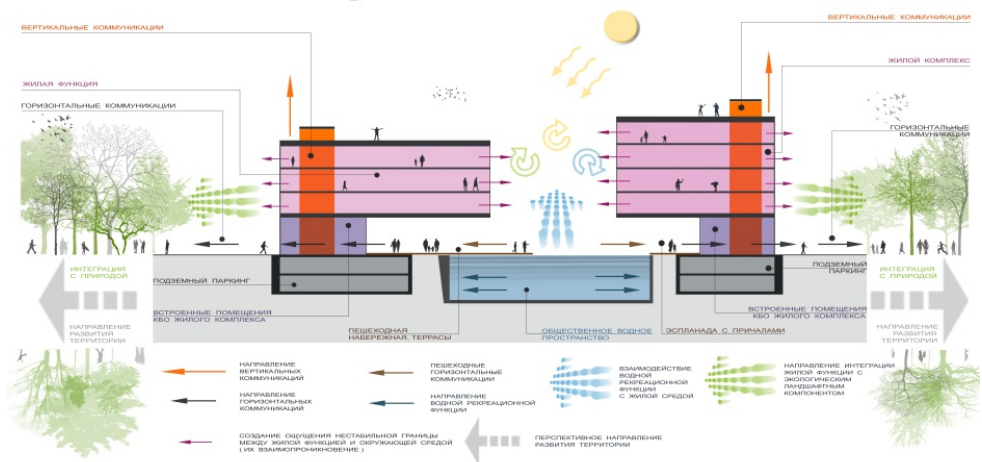 ВЕРТИКАЛЬНЫЕ КОММУНИКАЦИИ
ВЕРТИКАЛЬНЫЕ КОММУНИКАЦИИ
ЖИЛАЯ ФУНКЦИЯ
ЖИЛОЙ КОМПЛЕКС
ГОРИЗОНТАЛЬНЫЕ КОММУНИКАЦИИ
ГОРИЗОНТАЛЬНЫЕ
КОММУНИКАЦИИ
ИНТЕГРАЦИЯ
С ПРИРОДОЙ
ПОДЗЕМНЫЙ ПАРКИНГ
ПОДЗЕМНЫЙ
ПАРКИНГ
ИНТЕГРАЦИЯ
С ПРИРОДОЙ
НАПРАВЛЕНИЕ
РАЗВИТИЯ
ТЕРРИТОРИИ
ВСТРОЕННЫЕ ПОМЕЩЕНИЯ
КБО ЖИЛОГО КОМПЛЕКСА
ПЕШЕХОДНАЯ
НАБЕРЕЖНАЯ, ТЕРРАСЫ
ОБЩЕСТВЕННОЕ ВОДНОЕ
ПРОСТРАНСТВО
ЭСПЛАНАДА С ПРИЧАЛАМИ
ВСТРОЕННЫЕ ПОМЕЩЕНИЯ
КБО ЖИЛОГО КОМПЛЕКСА
НАПРАВЛЕНИЕ
РАЗВИТИЯ
ТЕРРИТОРИИ
НАПРАВЛЕНИЕ
ВЕРТИКАЛЬНЫХ
КОММУНИКАЦИЙ
ПЕШЕХОДНЫЕ
ГОРИЗОНТАЛЬНЫЕ
КОММУНИКАЦИИ
ВЗАИМОДЕЙСТВИЕ
ВОДНОЙ
РЕКРЕАЦИОННОЙ
ФУНКЦИИ
С ЖИЛОЙ СРЕДОЙ
НАПРАВЛЕНИЕ ИНТЕГРАЦИИ
ЖИЛОЙ ФУНКЦИИ С
ЭКОЛОГИЧЕСКИМ
ЛАНДШАФТНЫМ
КОМПОНЕНТОМ
НАПРАВЛЕНИЕ
ГОРИЗОНТАЛЬНЫХ
КОММУНИКАЦИЙ
НАПРАВЛЕНИЕ
ВОДНОЙ РЕКРЕАЦИОННОЙ
ФУНКЦИИ
СОЗДАНИЕ ОЩУЩЕНИЯ НЕСТАБИЛЬНОЙ ГРАНИЦЫ
МЕЖДУ ЖИЛОЙ ФУНКЦИЕЙ И ОКРУЖАЮЩЕЙ СРЕДОЙ
( ИХ ВЗАИМОПРОНИКНОВЕНИЕ )
ПЕРСПЕКТИВНОЕ НАПРАВЛЕНИЕ
РАЗВИТИЯ ТЕРРИТОРИИ